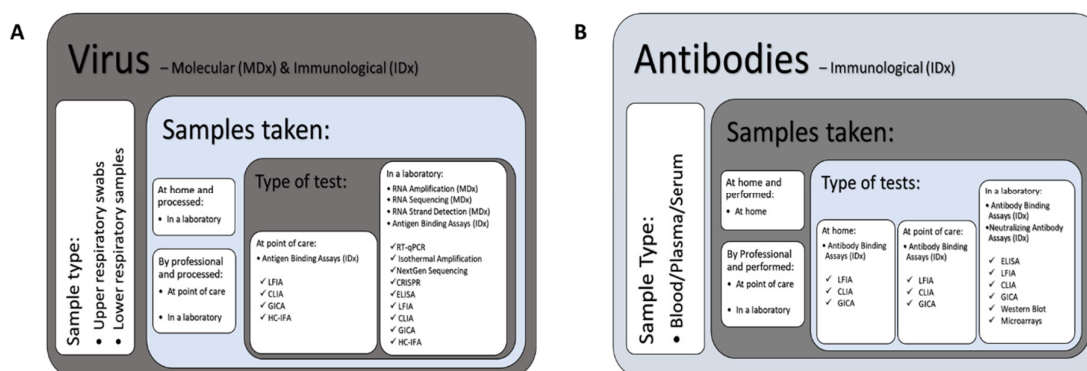 A
Virus – Molecular (MDx) & Immunological (IDx)
Sample type:
• Upper respiratory swabs
• Lower respiratory samples
Samples taken:
At home and
processed:
• In a laboratory
By professional
and processed:
• At point of care
• In a laboratory
Type of test:
At point of care:
• Antigen Binding Assays (IDx)
✓ LFIA
✓ CLIA
✓ GICA
✓ HC-IFA
In a laboratory:
• RNA Amplification (MDx)
• RNA Sequencing (MDx)
• RNA Strand Detection (MDx)
• Antigen Binding Assays (IDx)
✓RT-qPCR
✓Isothermal Amplification
✓NextGen Sequencing
✓CRISPR
✓ELISA
✓LFIA
✓CLIA
✓GICA
✓HC-IFA
B
Antibodies – Immunological (IDx)
Sample Type:
• Blood/Plasma/Serum
Samples taken:
At home and
performed:
• At home
By Professional
and performed:
• At point of care
• In a laboratory
Type of tests:
At home:
• Antibody Binding
Assays (IDx)
✓ LFIA
✓ CLIA
✓ GICA
At point of care:
• Antibody Binding
Assays (IDx)
✓ LFIA
✓ CLIA
✓ GICA
In a laboratory:
• Antibody Binding
Assays (IDx)
•Neutralizing Antibody
Assays (IDx)
✓ ELISA
✓ LFIA
✓ CLIA
✓ GICA
✓ Western Blot
✓ Microarrays